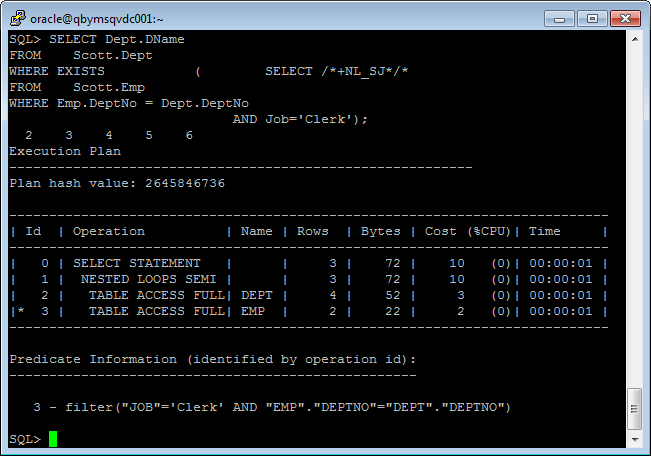 oracle@qbymsqvdc001:~
SQL> SELECT Dept.DName
FROM    Scott.Dept
WHERE EXISTS           (        SELECT /*+NL_SJ*/*
FROM    Scott.Emp
WHERE Emp.DeptNo = Dept.DeptNo
                            AND Job='Clerk');
  2    3    4    5    6
Execution Plan
----------------------------------------------------------
Plan hash value: 2645846736

---------------------------------------------------------------------------
| Id  | Operation          | Name | Rows  | Bytes | Cost (%CPU)| Time     |
---------------------------------------------------------------------------
|   0 | SELECT STATEMENT   |      |     3 |    72 |    10   (0)| 00:00:01 |
|   1 |  NESTED LOOPS SEMI |      |     3 |    72 |    10   (0)| 00:00:01 |
|   2 |   TABLE ACCESS FULL| DEPT |     4 |    52 |     3   (0)| 00:00:01 |
|*  3 |   TABLE ACCESS FULL| EMP  |     2 |    22 |     2   (0)| 00:00:01 |
---------------------------------------------------------------------------

Predicate Information (identified by operation id):
---------------------------------------------------

   3 - filter("JOB"='Clerk' AND "EMP"."DEPTNO"="DEPT"."DEPTNO")

SQL>